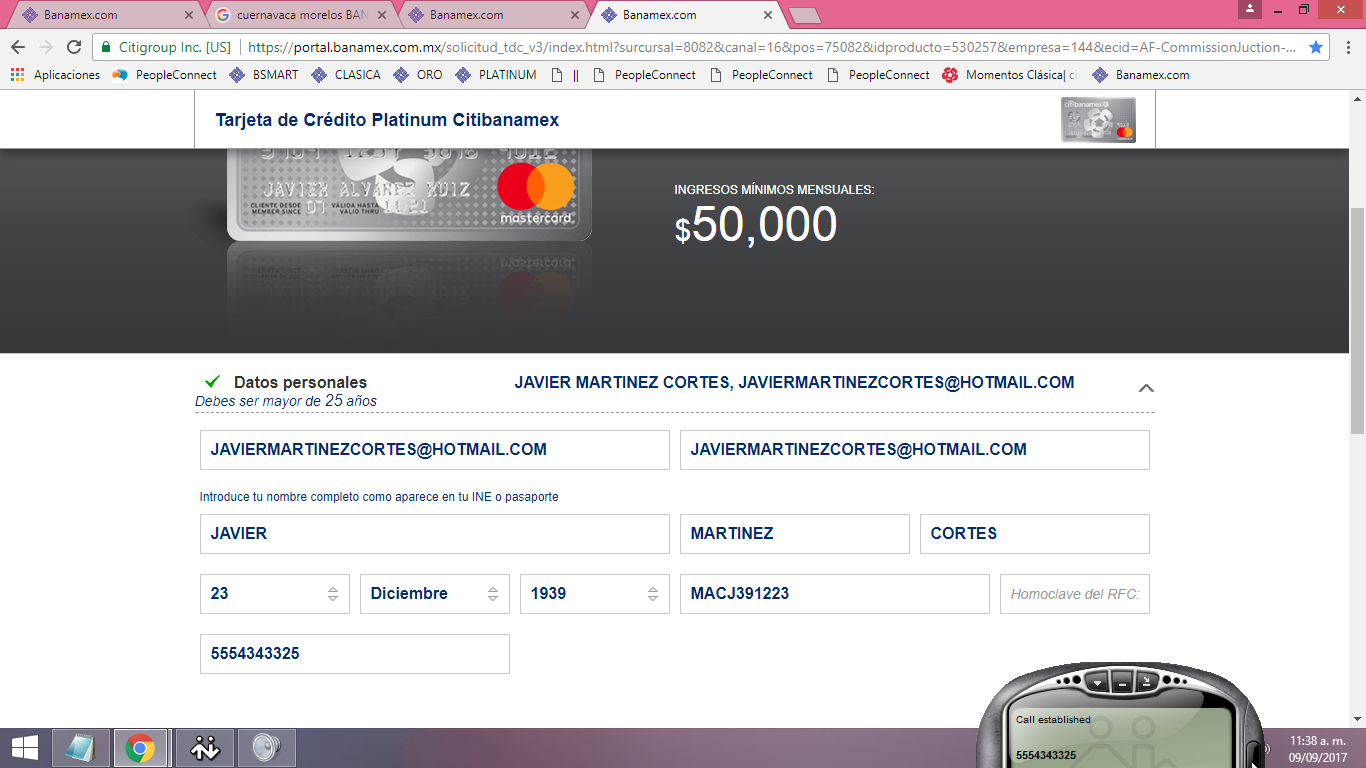 Banamex.com
cuernavaca morelos BAN
Banamex.com
Banamex.com
Citigroup Inc. [US]
https://portal.banamex.com.mx/solicitud_tdc_v3/index.html?sursursal=8082&canal=16&pos=75082&idproducto=530257&empresa=144&ecid=AF-CommissionJuction-...
Aplicaciones PeopleConnect BSMART CLASICA ORO PLATINUM || PeopleConnect PeopleConnect PeopleConnect Momentos Clásica| ci Banamex.com
Tarjeta de Crédito Platinum Citibanamex
citibanamex
JAVIER ALVAREZ RUIZ
CLIENTE DESDE
MEMBER SINCE
VÁLIDA HASTA
VALID THRU
11/21
mastercard
INGRESOS MÍNIMOS MENSUALES:
$50,000
Datos personales
JAVIER MARTINEZ CORTES, JAVIERMARTINEZCORTES@HOTMAIL.COM
Debes ser mayor de 25 años
JAVIERMARTINEZCORTES@HOTMAIL.COM
JAVIERMARTINEZCORTES@HOTMAIL.COM
Introduce tu nombre completo como aparece en tu INE o pasaporte
JAVIER
MARTINEZ
CORTES
23
Diciembre
1939
MACJ391223
Homoclave del RFC:
5554343325
Call established
5554343325
11:38 a. m.
09/09/2017